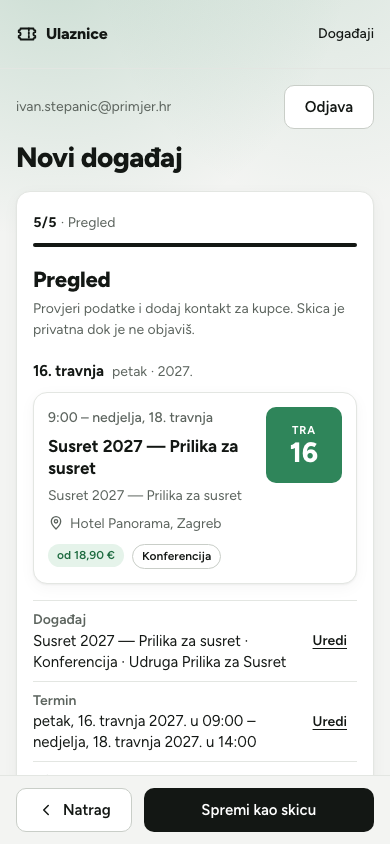 Ulaznice
Događaji
ivan.stepanic@primjer.hr
Odjava
Novi događaj
5/5 · Pregled
Pregled
Provjeri podatke i dodaj kontakt za kupce. Skica je
privatna dok je ne objaviš.
16. travnja petak · 2027.
9:00 – nedjelja, 18. travnja
TRA
16
Susret 2027 — Prilika za
susret
Susret 2027 — Prilika za susret
Hotel Panorama, Zagreb
od 18,90 €
Konferencija
Događaj
Susret 2027 — Prilika za susret ·
Konferencija · Udruga Prilika za Susret
Uredi
Termin
petak, 16. travnja 2027. u 09:00 –
nedjelja, 18. travnja 2027. u 14:00
Uredi
Natrag
Spremi kao skicu